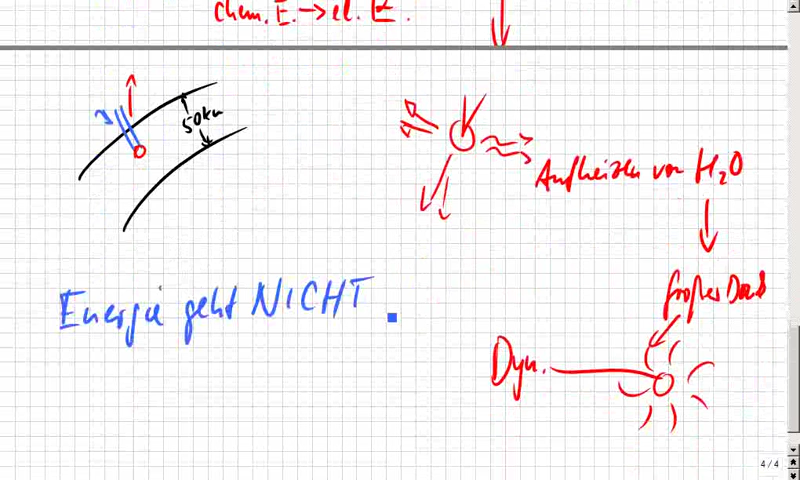 chem. E. → el. E.
50km
Aufheizen von H₂O
großer Druck
Energie geht NICHT
Dyn.
4 / 4